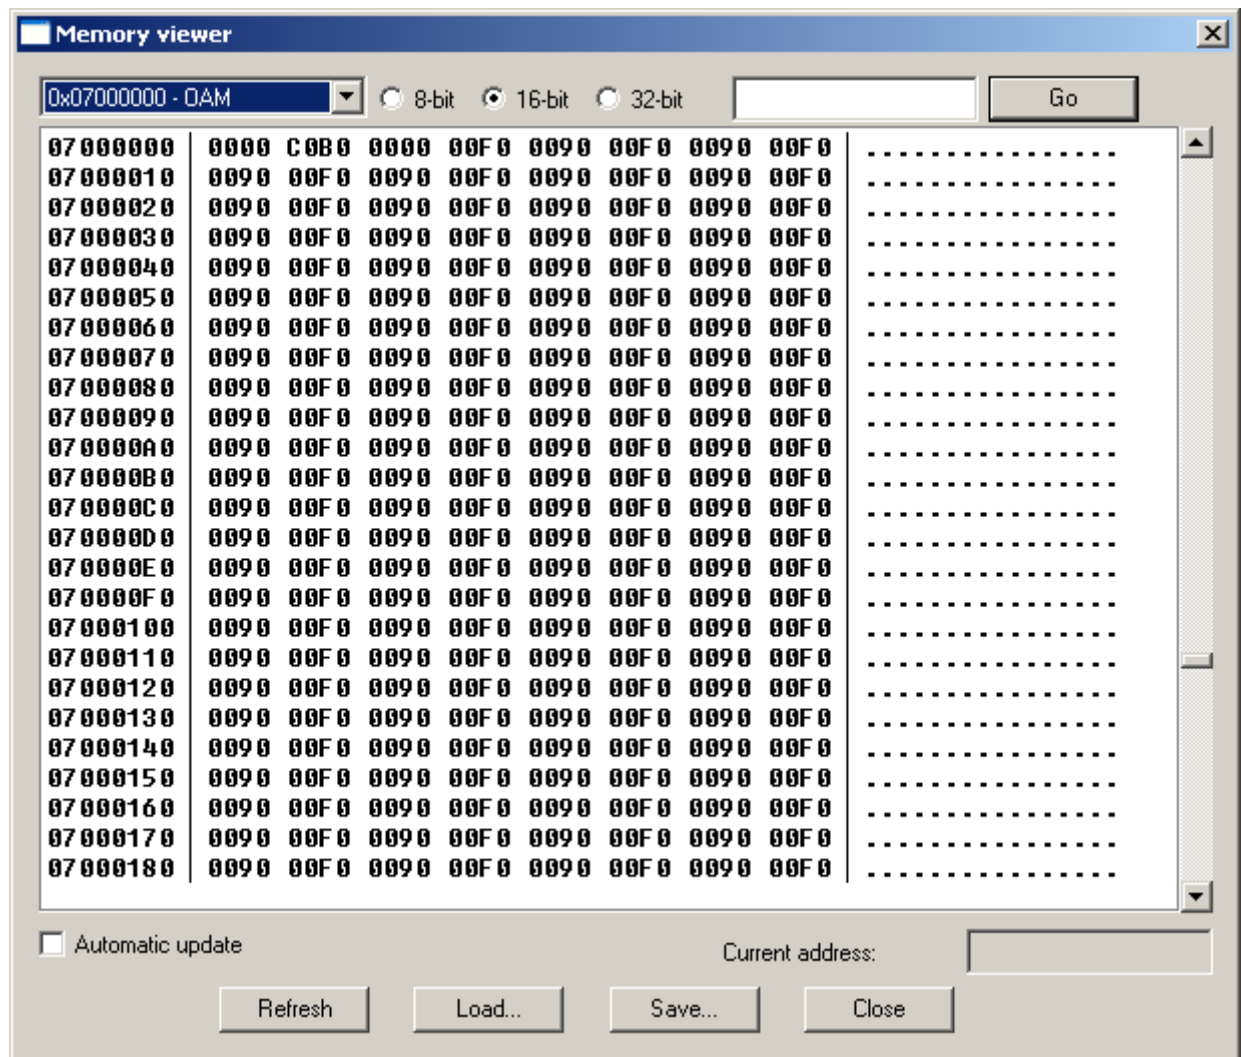 Memory viewer
0x07000000 - OAM 8-bit 16-bit 32-bit Go
07000000 0000 C0B0 0000 00F0 0090 00F0 0090 00F0 ................
07000010 0090 00F0 0090 00F0 0090 00F0 0090 00F0 ................
07000020 0090 00F0 0090 00F0 0090 00F0 0090 00F0 ................
07000030 0090 00F0 0090 00F0 0090 00F0 0090 00F0 ................
07000040 0090 00F0 0090 00F0 0090 00F0 0090 00F0 ................
07000050 0090 00F0 0090 00F0 0090 00F0 0090 00F0 ................
07000060 0090 00F0 0090 00F0 0090 00F0 0090 00F0 ................
07000070 0090 00F0 0090 00F0 0090 00F0 0090 00F0 ................
07000080 0090 00F0 0090 00F0 0090 00F0 0090 00F0 ................
07000090 0090 00F0 0090 00F0 0090 00F0 0090 00F0 ................
070000A0 0090 00F0 0090 00F0 0090 00F0 0090 00F0 ................
070000B0 0090 00F0 0090 00F0 0090 00F0 0090 00F0 ................
070000C0 0090 00F0 0090 00F0 0090 00F0 0090 00F0 ................
070000D0 0090 00F0 0090 00F0 0090 00F0 0090 00F0 ................
070000E0 0090 00F0 0090 00F0 0090 00F0 0090 00F0 ................
070000F0 0090 00F0 0090 00F0 0090 00F0 0090 00F0 ................
07000100 0090 00F0 0090 00F0 0090 00F0 0090 00F0 ................
07000110 0090 00F0 0090 00F0 0090 00F0 0090 00F0 ................
07000120 0090 00F0 0090 00F0 0090 00F0 0090 00F0 ................
07000130 0090 00F0 0090 00F0 0090 00F0 0090 00F0 ................
07000140 0090 00F0 0090 00F0 0090 00F0 0090 00F0 ................
07000150 0090 00F0 0090 00F0 0090 00F0 0090 00F0 ................
07000160 0090 00F0 0090 00F0 0090 00F0 0090 00F0 ................
07000170 0090 00F0 0090 00F0 0090 00F0 0090 00F0 ................
07000180 0090 00F0 0090 00F0 0090 00F0 0090 00F0 ................
Automatic update Current address:
Refresh Load... Save... Close